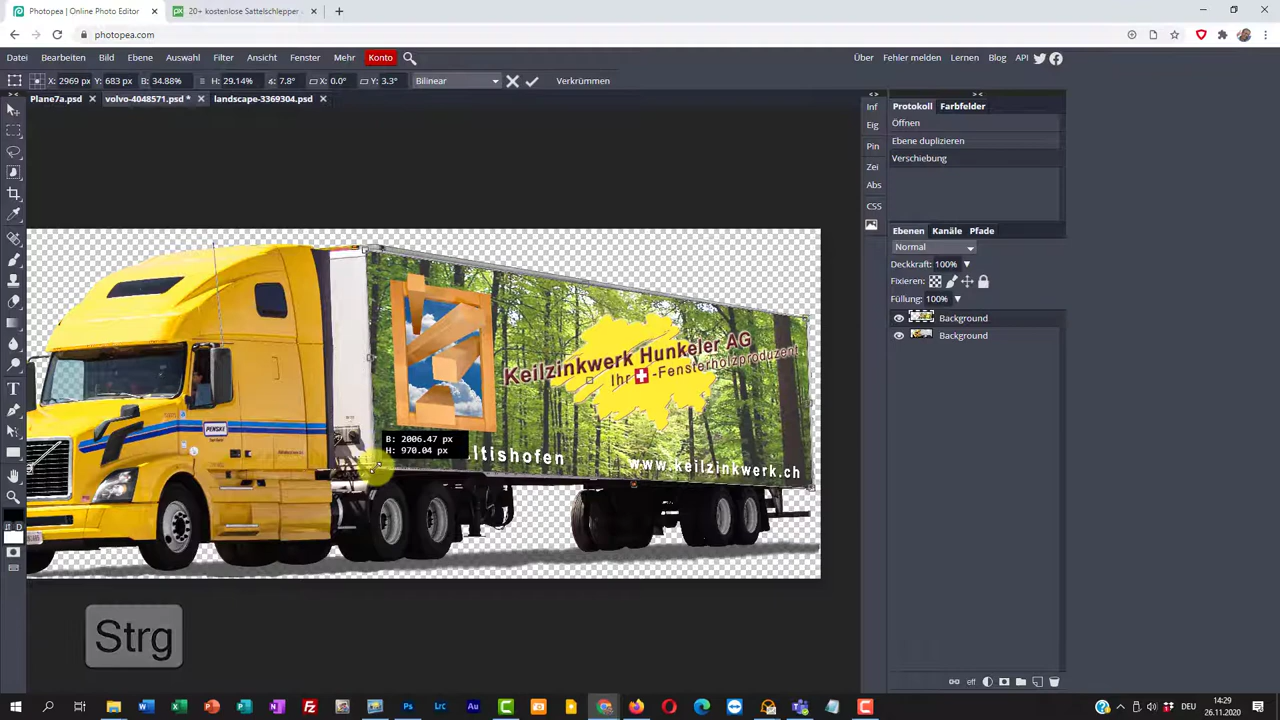 Photopea | Online Photo Editor
20+ kostenlose Sattelschlepper
photopea.com
Datei Bearbeiten Bild Ebene Auswahl Filter Ansicht Fenster Mehr Konto Über Fehler melden Lernen Blog API
X: 2969 px Y: 683 px B: 34.88% H: 29.14% 7.8° X: 0.0° Y: 3.3° Bilinear Verkrümmen
Plane7a.psd volvo-4048571.psd * landscape-3369304.psd
Inf
Eig
Pin
Zei
Abs
CSS
Protokoll Farbfelder
Öffnen
Ebene duplizieren
Verschiebung
Ebenen Kanäle Pfade
Normal
Deckkraft: 100%
Fixieren:
Füllung: 100%
Background
Background
eff
Keilzinkwerk Hunkeler AG
Ihr -Fensterholzproduzent
ltishofen
www.keilzinkwerk.ch
PENSKE
B: 2006.47 px
H: 970.04 px
Strg
14:29
26.11.2020